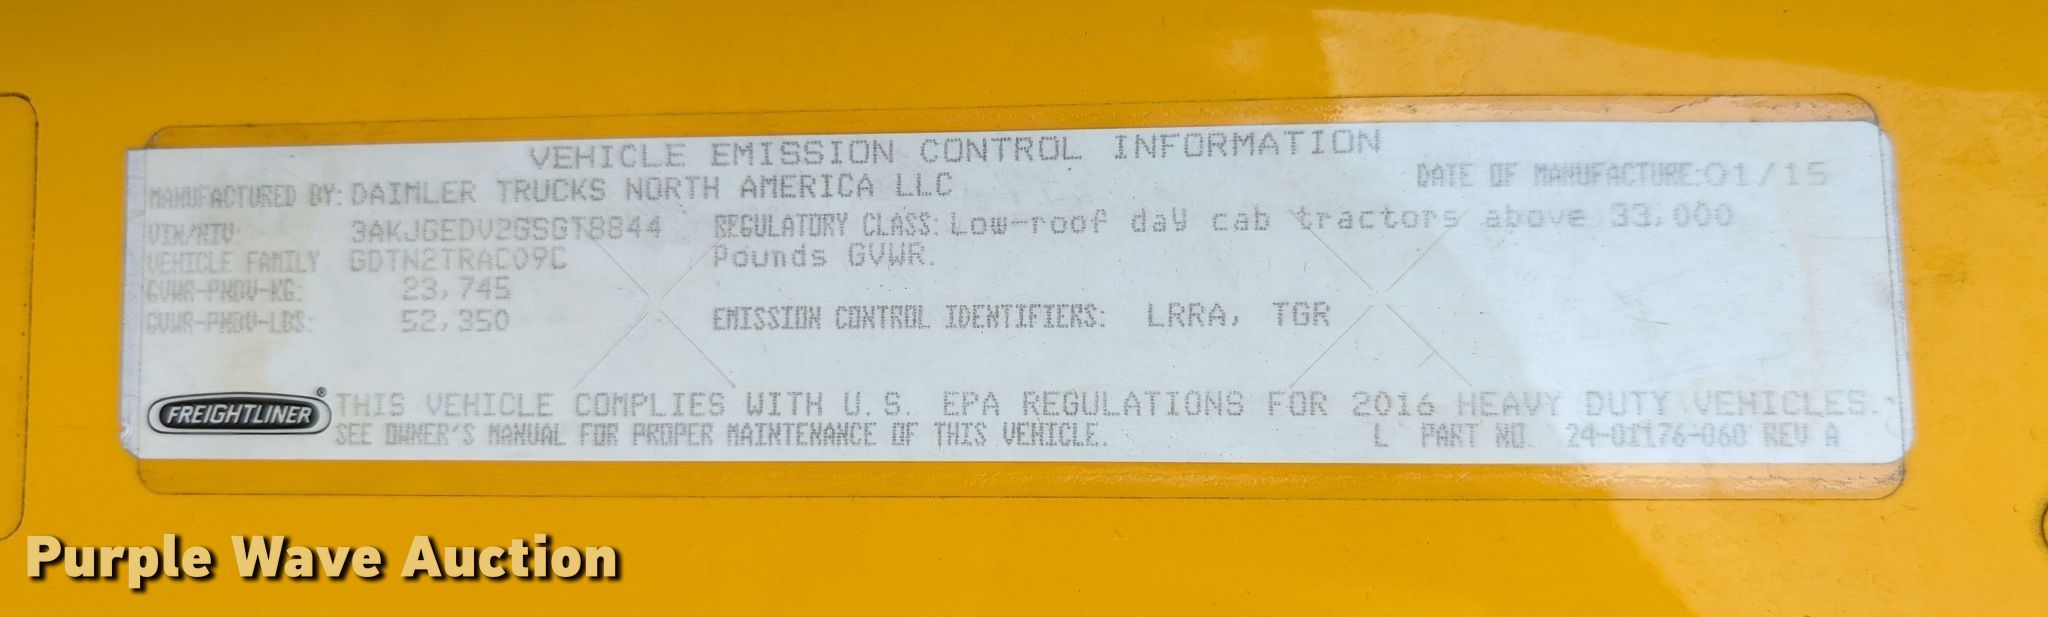 VEHICLE EMISSION CONTROL INFORMATION
MANUFACTURED BY: DAIMLER TRUCKS NORTH AMERICA LLC
DATE OF MANUFACTURE: 01/15
VIN/NIV: 3AKJGEDV2GSGT8844
REGULATORY CLASS: Low-roof day cab tractors above 33,000
VEHICLE FAMILY GDTN2TRAC09C
Pounds GVWR.
GVWR-PNBV-KG: 23,745
GVWR-PNBV-LBS: 52,350
EMISSION CONTROL IDENTIFIERS: LRRA, TGR
FREIGHTLINER®
THIS VEHICLE COMPLIES WITH U.S. EPA REGULATIONS FOR 2016 HEAVY DUTY VEHICLES.
SEE OWNER'S MANUAL FOR PROPER MAINTENANCE OF THIS VEHICLE.
L PART NO. 24-01176-060 REV A
Purple Wave Auction